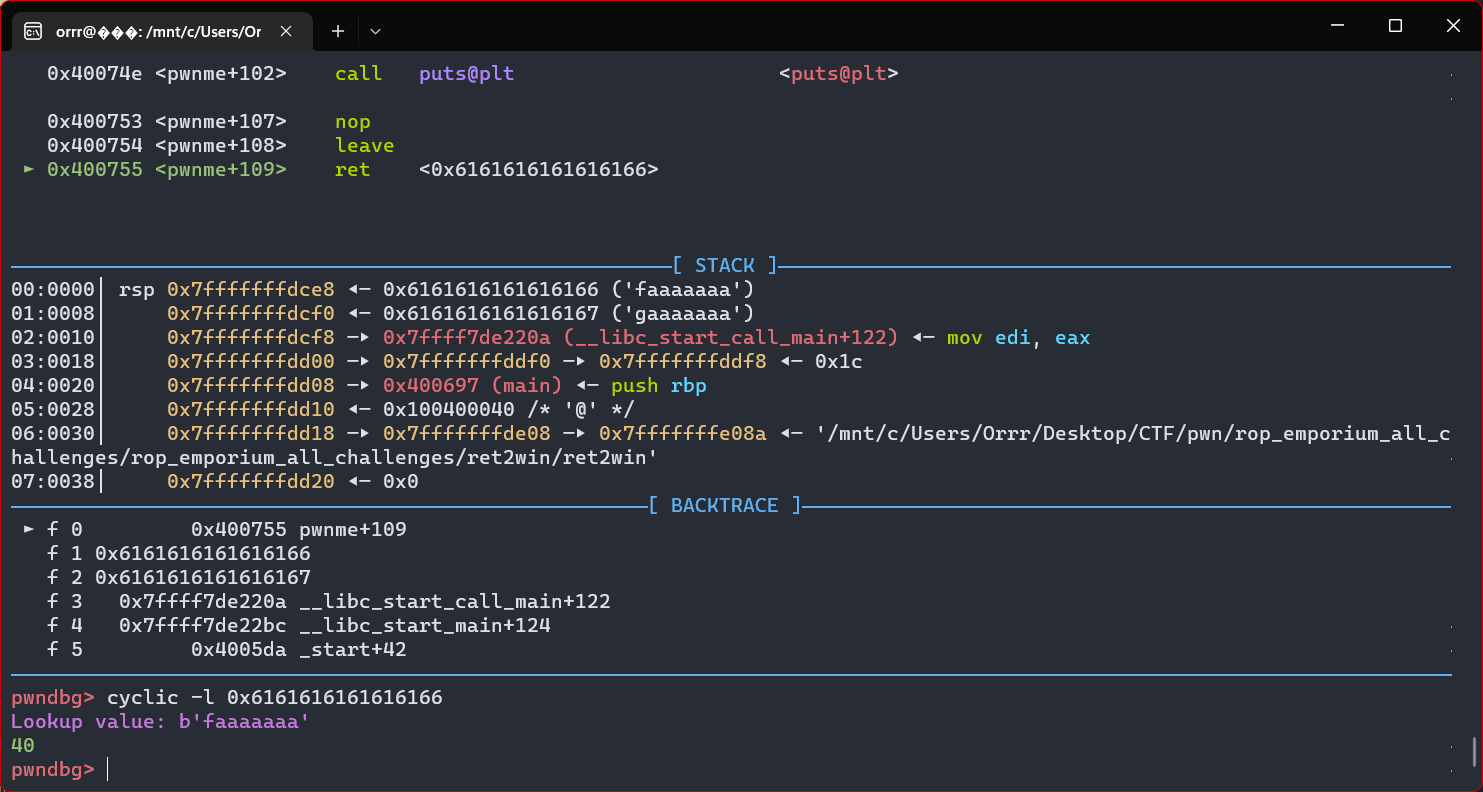 orrr@���: /mnt/c/Users/Orr
0x40074e <pwnme+102>    call   puts@plt                      <puts@plt>
0x400753 <pwnme+107>    nop
0x400754 <pwnme+108>    leave
► 0x400755 <pwnme+109>    ret    <0x6161616161616166>
[ STACK ]
00:0000│ rsp 0x7fffffffdce8 ◂— 0x6161616161616166 ('faaaaaaa')
01:0008│     0x7fffffffdcf0 ◂— 0x6161616161616167 ('gaaaaaaa')
02:0010│     0x7fffffffdcf8 —▸ 0x7ffff7de220a (__libc_start_call_main+122) ◂— mov edi, eax
03:0018│     0x7fffffffdd00 —▸ 0x7fffffffddf0 —▸ 0x7fffffffddf8 ◂— 0x1c
04:0020│     0x7fffffffdd08 —▸ 0x400697 (main) ◂— push rbp
05:0028│     0x7fffffffdd10 ◂— 0x100400040 /* '@' */
06:0030│     0x7fffffffdd18 —▸ 0x7fffffffde08 —▸ 0x7fffffffe08a ◂— '/mnt/c/Users/Orrr/Desktop/CTF/pwn/rop_emporium_all_c
hallenges/rop_emporium_all_challenges/ret2win/ret2win'
07:0038│     0x7fffffffdd20 ◂— 0x0
[ BACKTRACE ]
► f 0         0x400755 pwnme+109
f 1 0x6161616161616166
f 2 0x6161616161616167
f 3   0x7ffff7de220a __libc_start_call_main+122
f 4   0x7ffff7de22bc __libc_start_main+124
f 5         0x4005da _start+42
pwndbg> cyclic -l 0x6161616161616166
Lookup value: b'faaaaaaa'
40
pwndbg>